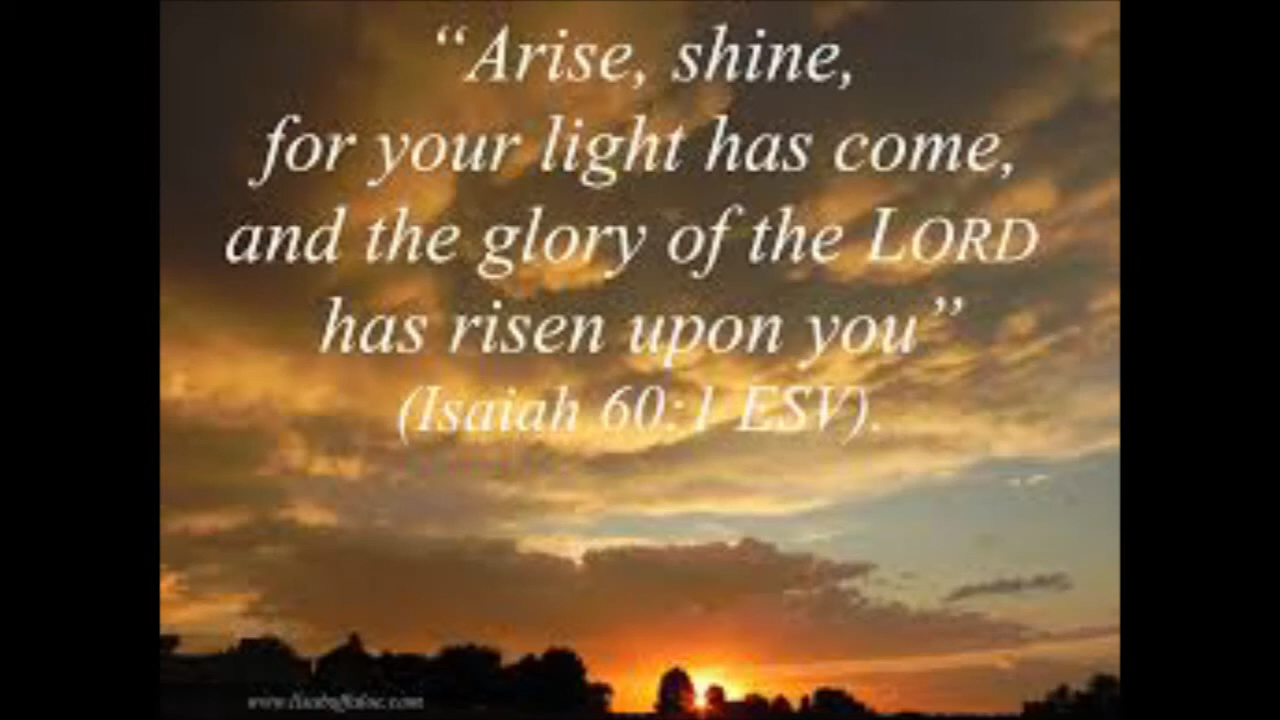 “Arise, shine,
for your light has come,
and the glory of the LORD
has risen upon you”
(Isaiah 60:1 ESV).